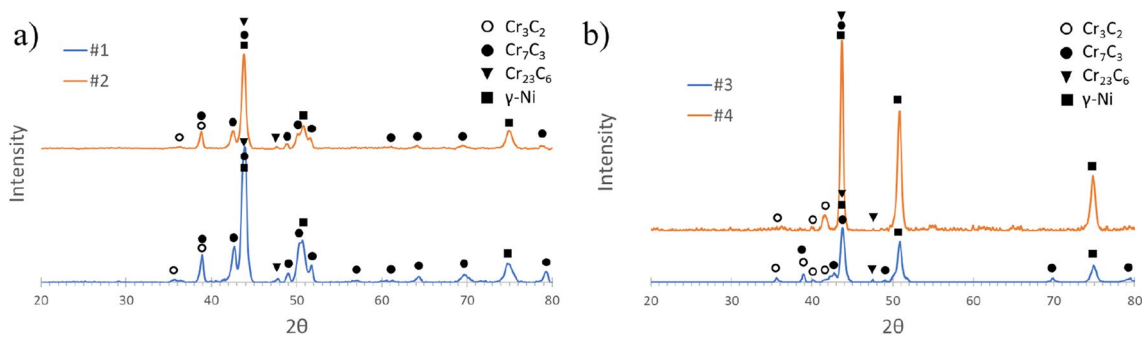 a)
#1
#2
Cr3C2
Cr7C3
Cr23C6
γ-Ni
Intensity
20 30 40 50 60 70 80
2θ
b)
#3
#4
Cr3C2
Cr7C3
Cr23C6
γ-Ni
Intensity
20 30 40 50 60 70 80
2θ